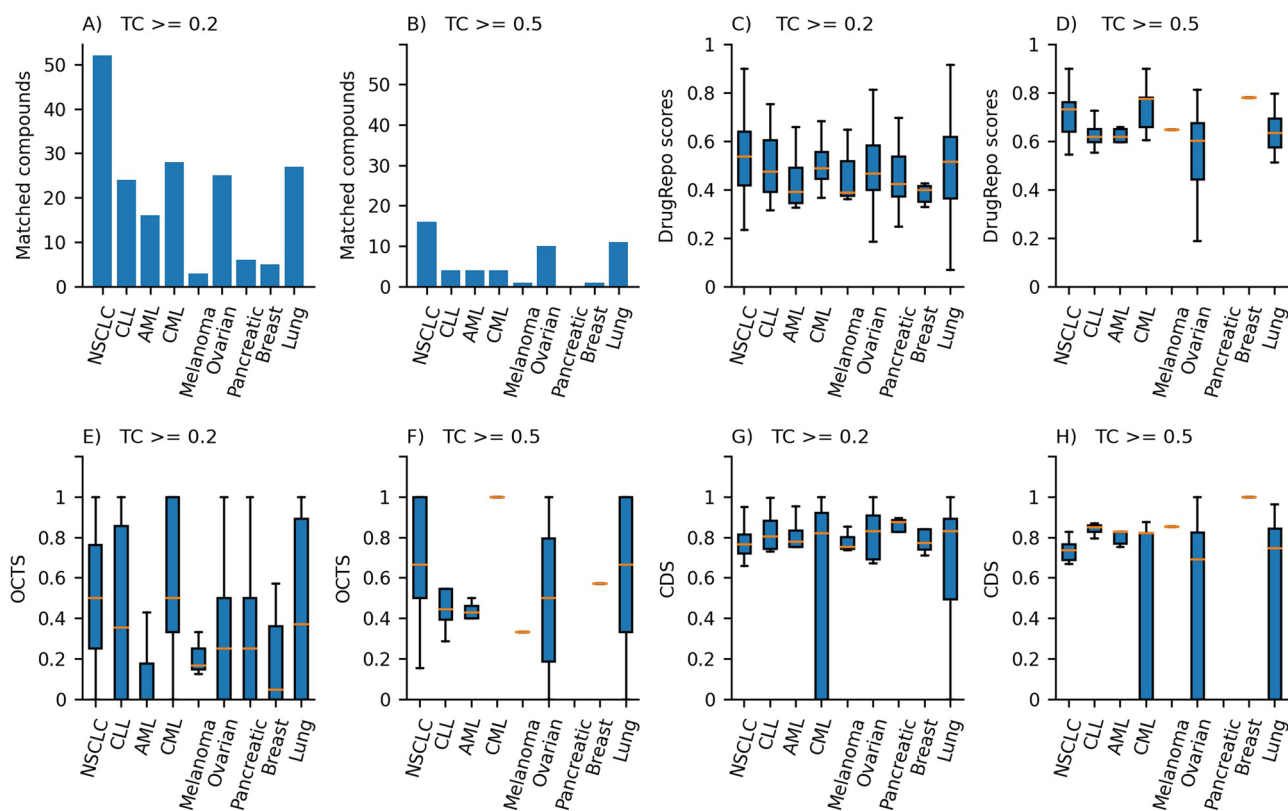 A) TC >= 0.2
Matched compounds
50
40
30
20
10
0
NSCLC
CLL
AML
CML
Melanoma
Ovarian
Pancreatic
Breast
Lung
B) TC >= 0.5
Matched compounds
50
40
30
20
10
0
NSCLC
CLL
AML
CML
Melanoma
Ovarian
Pancreatic
Breast
Lung
C) TC >= 0.2
DrugRepo scores
1
0.8
0.6
0.4
0.2
0
NSCLC
CLL
AML
CML
Melanoma
Ovarian
Pancreatic
Breast
Lung
D) TC >= 0.5
DrugRepo scores
1
0.8
0.6
0.4
0.2
0
NSCLC
CLL
AML
CML
Melanoma
Ovarian
Pancreatic
Breast
Lung
E) TC >= 0.2
OCTS
1
0.8
0.6
0.4
0.2
0
NSCLC
CLL
AML
CML
Melanoma
Ovarian
Pancreatic
Breast
Lung
F) TC >= 0.5
OCTS
1
0.8
0.6
0.4
0.2
0
NSCLC
CLL
AML
CML
Melanoma
Ovarian
Pancreatic
Breast
Lung
G) TC >= 0.2
CDS
1
0.8
0.6
0.4
0.2
0
NSCLC
CLL
AML
CML
Melanoma
Ovarian
Pancreatic
Breast
Lung
H) TC >= 0.5
CDS
1
0.8
0.6
0.4
0.2
0
NSCLC
CLL
AML
CML
Melanoma
Ovarian
Pancreatic
Breast
Lung